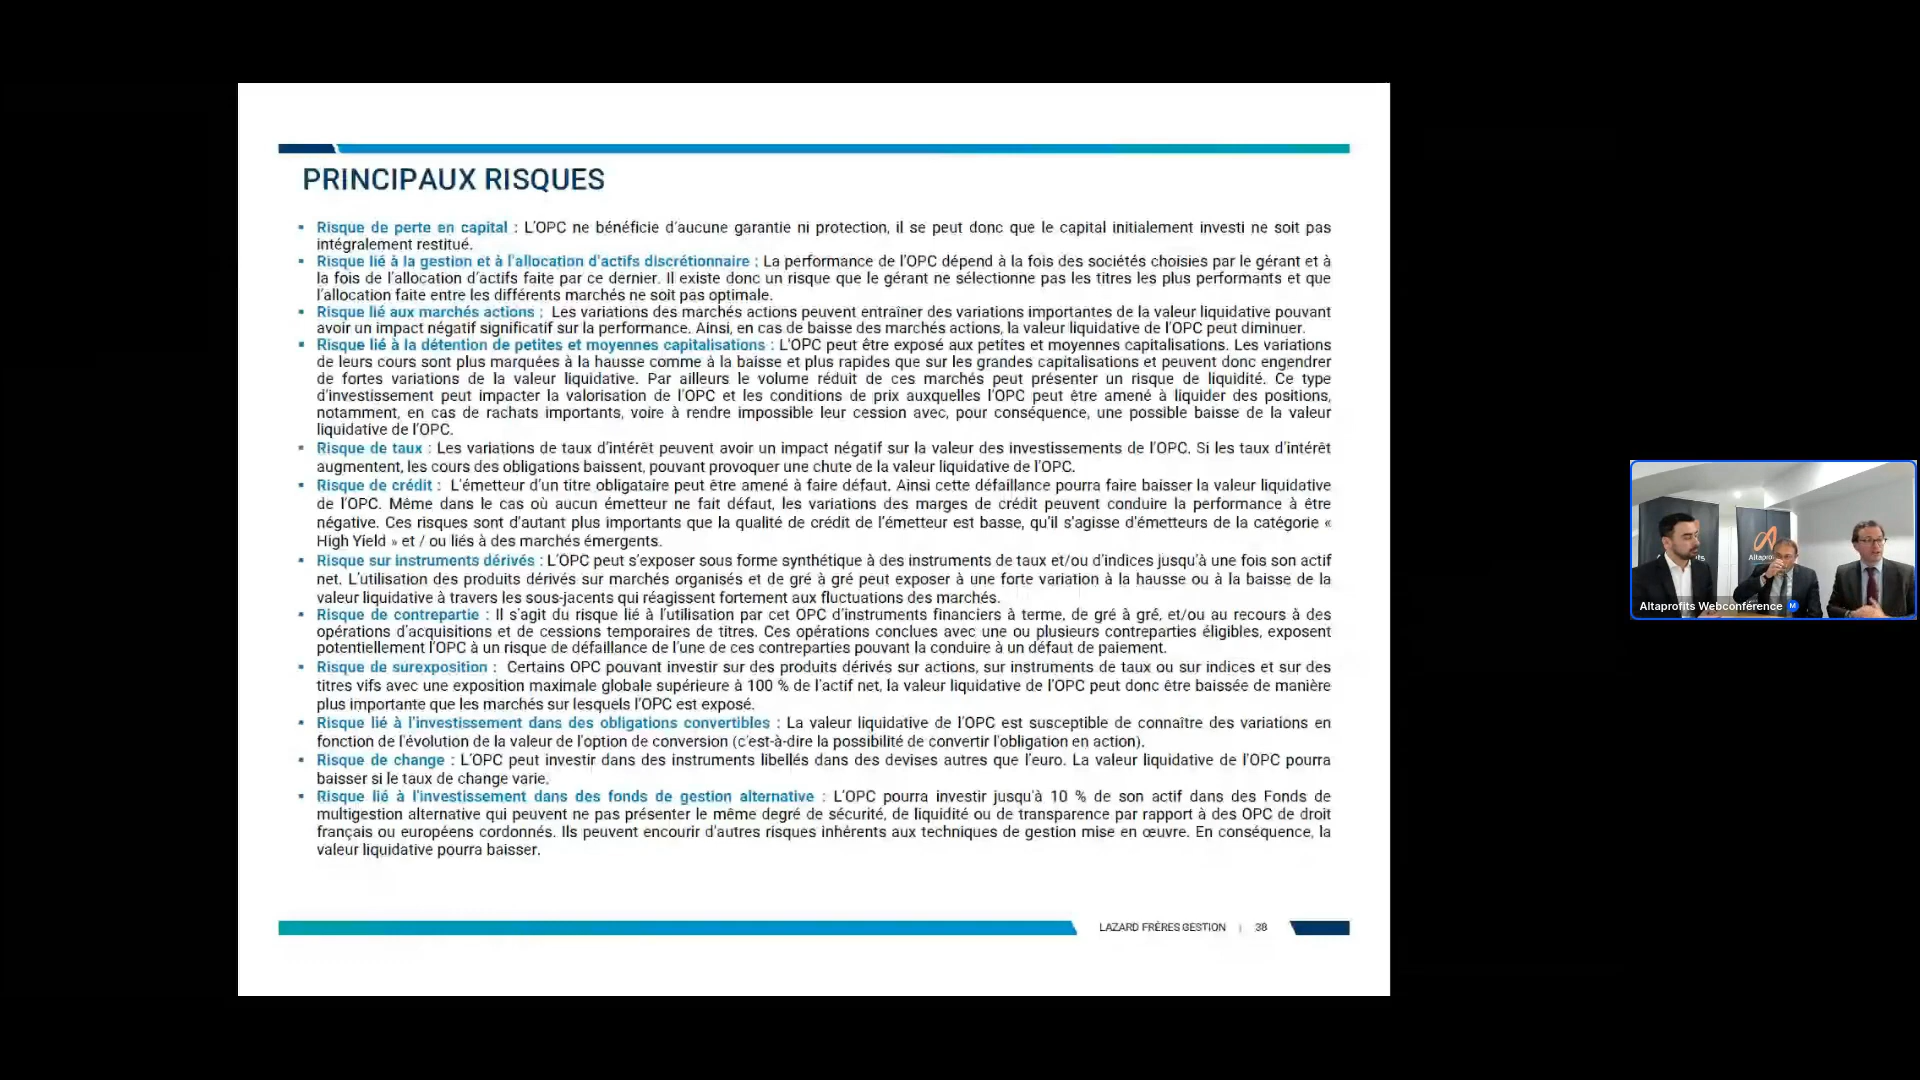 PRINCIPAUX RISQUES
▪ Risque de perte en capital : L'OPC ne bénéficie d'aucune garantie ni protection, il se peut donc que le capital initialement investi ne soit pas
intégralement restitué.
▪ Risque lié à la gestion et à l'allocation d'actifs discrétionnaire : La performance de l'OPC dépend à la fois des sociétés choisies par le gérant et à
la fois de l'allocation d'actifs faite par ce dernier. Il existe donc un risque que le gérant ne sélectionne pas les titres les plus performants et que
l'allocation faite entre les différents marchés ne soit pas optimale.
▪ Risque lié aux marchés actions : Les variations des marchés actions peuvent entraîner des variations importantes de la valeur liquidative pouvant
avoir un impact négatif significatif sur la performance. Ainsi, en cas de baisse des marchés actions, la valeur liquidative de l'OPC peut diminuer.
▪ Risque lié à la détention de petites et moyennes capitalisations : L'OPC peut être exposé aux petites et moyennes capitalisations. Les variations
de leurs cours sont plus marquées à la hausse comme à la baisse et plus rapides que sur les grandes capitalisations et peuvent donc engendrer
de fortes variations de la valeur liquidative. Par ailleurs le volume réduit de ces marchés peut présenter un risque de liquidité. Ce type
d'investissement peut impacter la valorisation de l'OPC et les conditions de prix auxquelles l'OPC peut être amené à liquider des positions,
notamment, en cas de rachats importants, voire à rendre impossible leur cession avec, pour conséquence, une possible baisse de la valeur
liquidative de l'OPC.
▪ Risque de taux : Les variations de taux d'intérêt peuvent avoir un impact négatif sur la valeur des investissements de l'OPC. Si les taux d'intérêt
augmentent, les cours des obligations baissent, pouvant provoquer une chute de la valeur liquidative de l'OPC.
▪ Risque de crédit : L'émetteur d'un titre obligataire peut être amené à faire défaut. Ainsi cette défaillance pourra faire baisser la valeur liquidative
de l'OPC. Même dans le cas où aucun émetteur ne fait défaut, les variations des marges de crédit peuvent conduire la performance à être
négative. Ces risques sont d'autant plus importants que la qualité de crédit de l'émetteur est basse, qu'il s'agisse d'émetteurs de la catégorie «
High Yield » et / ou liés à des marchés émergents.
▪ Risque sur instruments dérivés : L'OPC peut s'exposer sous forme synthétique à des instruments de taux et/ou d'indices jusqu'à une fois son actif
net. L'utilisation des produits dérivés sur marchés organisés et de gré à gré peut exposer à une forte variation à la hausse ou à la baisse de la
valeur liquidative à travers les sous-jacents qui réagissent fortement aux fluctuations des marchés.
▪ Risque de contrepartie : Il s'agit du risque lié à l'utilisation par cet OPC d'instruments financiers à terme, de gré à gré, et/ou au recours à des
opérations d'acquisitions et de cessions temporaires de titres. Ces opérations conclues avec une ou plusieurs contreparties éligibles, exposent
potentiellement l'OPC à un risque de défaillance de l'une de ces contreparties pouvant la conduire à un défaut de paiement.
▪ Risque de surexposition : Certains OPC pouvant investir sur des produits dérivés sur actions, sur instruments de taux ou sur indices et sur des
titres vifs avec une exposition maximale globale supérieure à 100 % de l'actif net, la valeur liquidative de l'OPC peut donc être baissée de manière
plus importante que les marchés sur lesquels l'OPC est exposé.
▪ Risque lié à l'investissement dans des obligations convertibles : La valeur liquidative de l'OPC est susceptible de connaître des variations en
fonction de l'évolution de la valeur de l'option de conversion (c'est-à-dire la possibilité de convertir l'obligation en action).
▪ Risque de change : L'OPC peut investir dans des instruments libellés dans des devises autres que l'euro. La valeur liquidative de l'OPC pourra
baisser si le taux de change varie.
▪ Risque lié à l'investissement dans des fonds de gestion alternative : L'OPC pourra investir jusqu'à 10 % de son actif dans des Fonds de
multigestion alternative qui peuvent ne pas présenter le même degré de sécurité, de liquidité ou de transparence par rapport à des OPC de droit
français ou européens cordonnés. Ils peuvent encourir d'autres risques inhérents aux techniques de gestion mise en œuvre. En conséquence, la
valeur liquidative pourra baisser.
LAZARD FRÈRES GESTION | 38
Altaprofits Webconférence